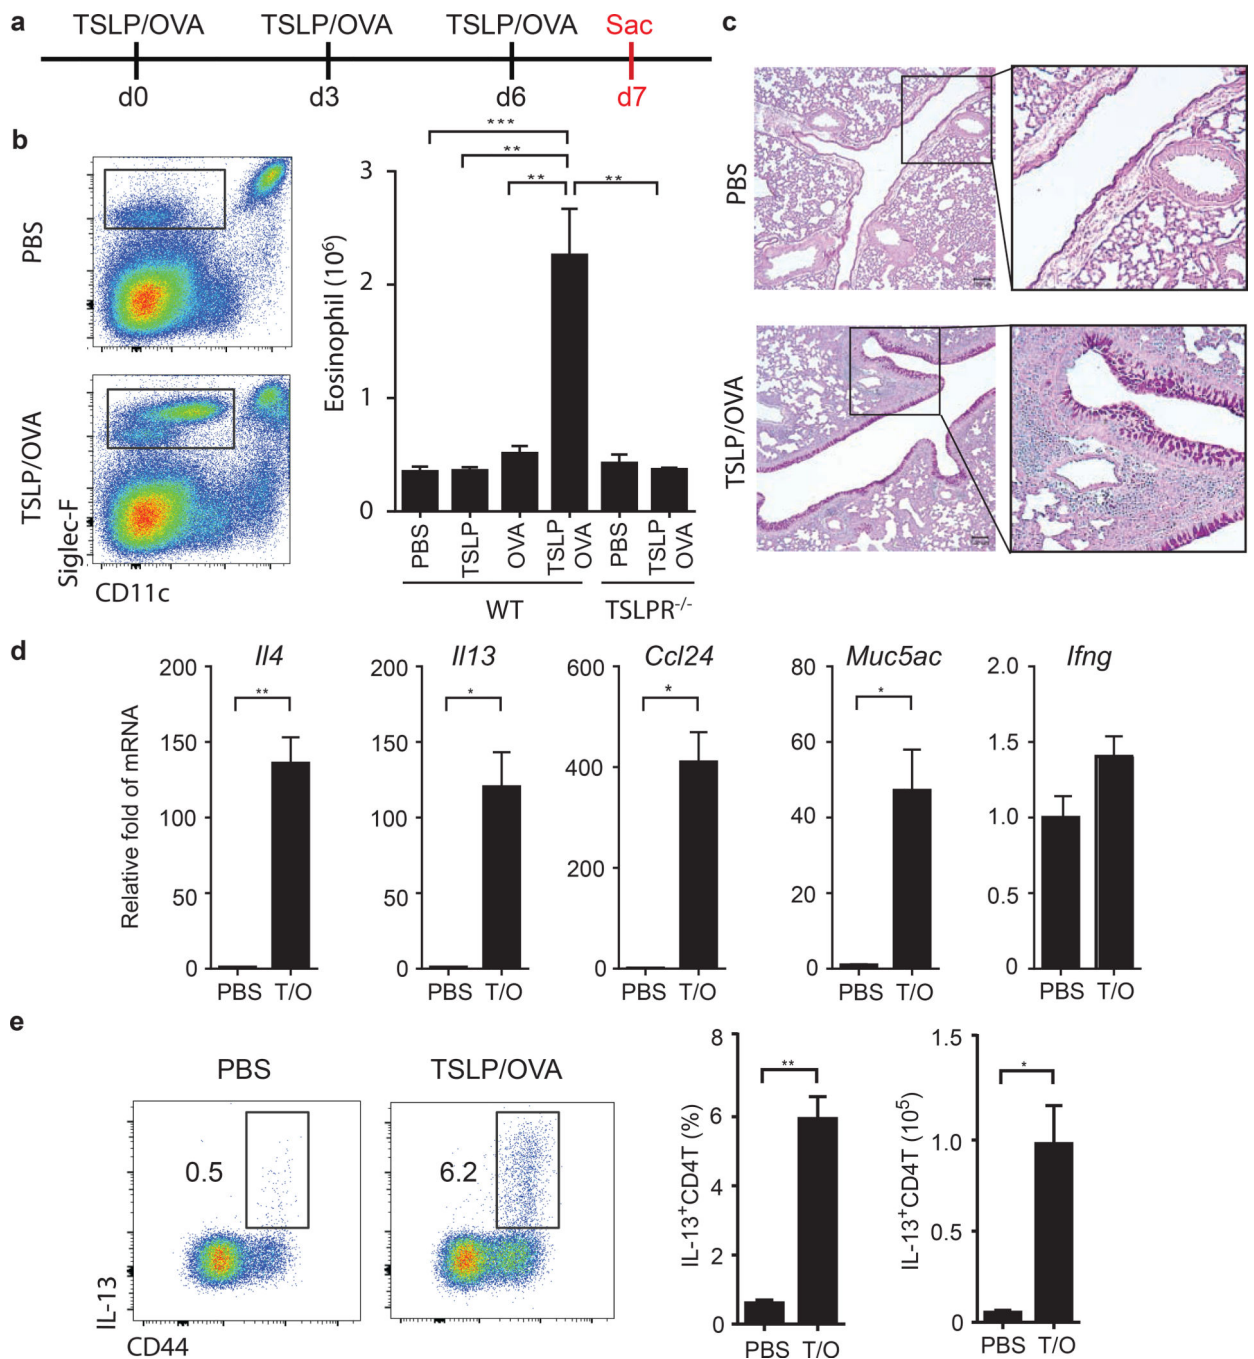 a
TSLP/OVA TSLP/OVA TSLP/OVA Sac
d0 d3 d6 d7
b
PBS
TSLP/OVA
Siglec-F
CD11c
***
**
** **
Eosinophil (10⁶)
3
2
1
0
PBS TSLP OVA TSLP OVA PBS TSLP OVA
WT TSLPR⁻/⁻
c
PBS
TSLP/OVA
d
Relative fold of mRNA
Il4
200
150
100
50
0
**
PBS T/O
Il13
200
150
100
50
0
*
PBS T/O
Ccl24
600
400
200
0
*
PBS T/O
Muc5ac
80
60
40
20
0
*
PBS T/O
Ifng
2.0
1.5
1.0
1.5
0
PBS T/O
e
PBS TSLP/OVA
0.5 6.2
IL-13
CD44
IL-13⁺CD4T (%)
8
6
4
2
0
**
PBS T/O
IL-13⁺CD4T (10⁵)
1.5
1.0
0.5
0
*
PBS T/O